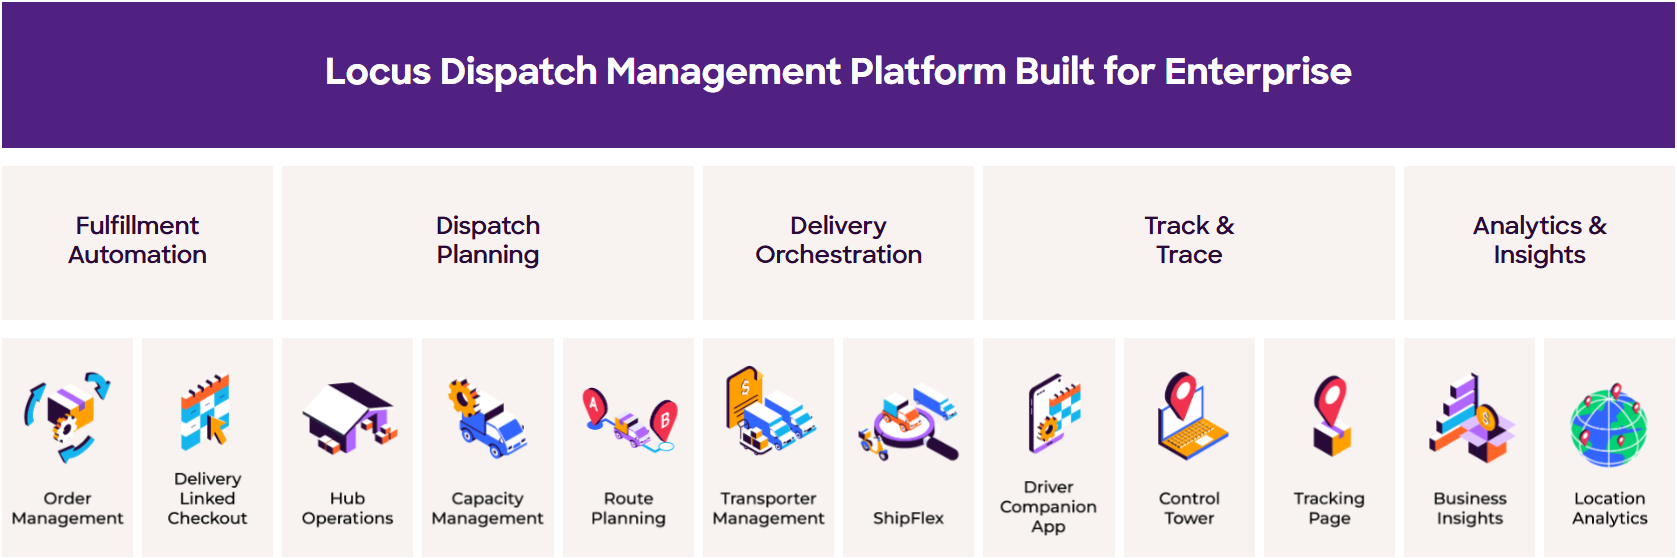 Locus Dispatch Management Platform Built for Enterprise
Fulfillment
Automation
Dispatch
Planning
Delivery
Orchestration
Track &
Trace
Analytics &
Insights
Order
Management
Delivery
Linked
Checkout
Hub
Operations
Capacity
Management
A
B
Route
Planning
$
Transporter
Management
ShipFlex
Driver
Companion
App
Control
Tower
Tracking
Page
$
Business
Insights
Location
Analytics